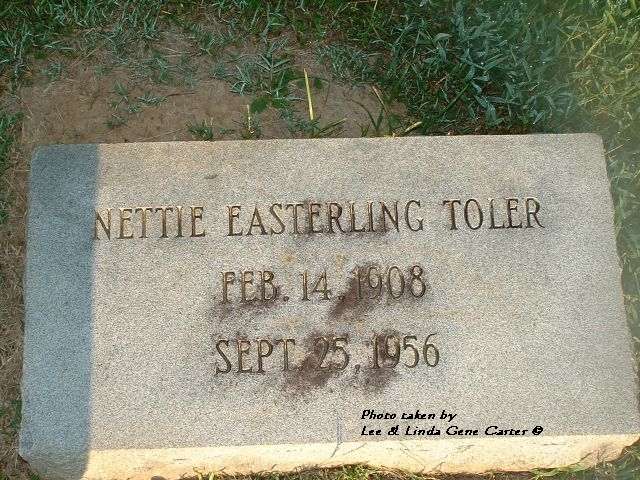 NETTIE EASTERLING TOLER
FEB. 14, 1908
SEPT. 25, 1956
Photo taken by
Lee & Linda Gene Carter ©